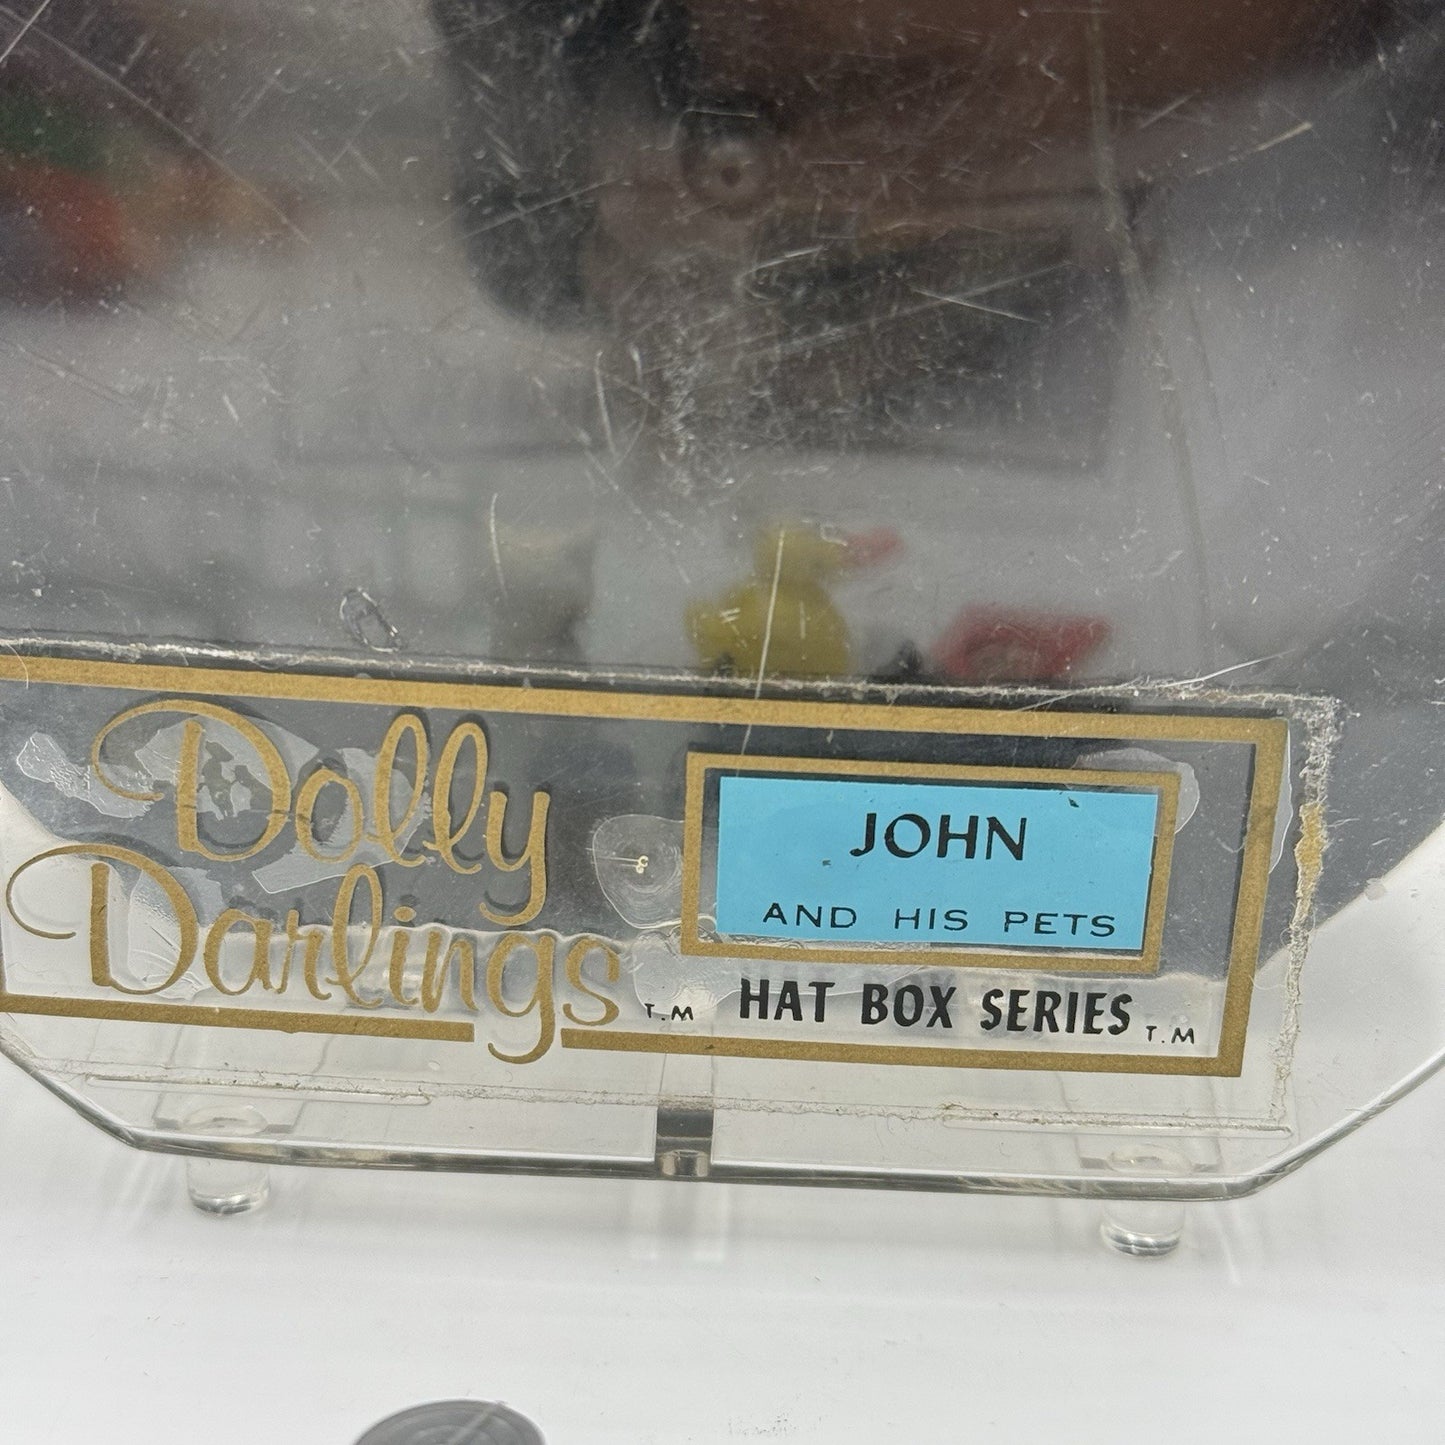 Dolly
Darlings T.M
JOHN
AND HIS PETS
HAT BOX SERIES T.M